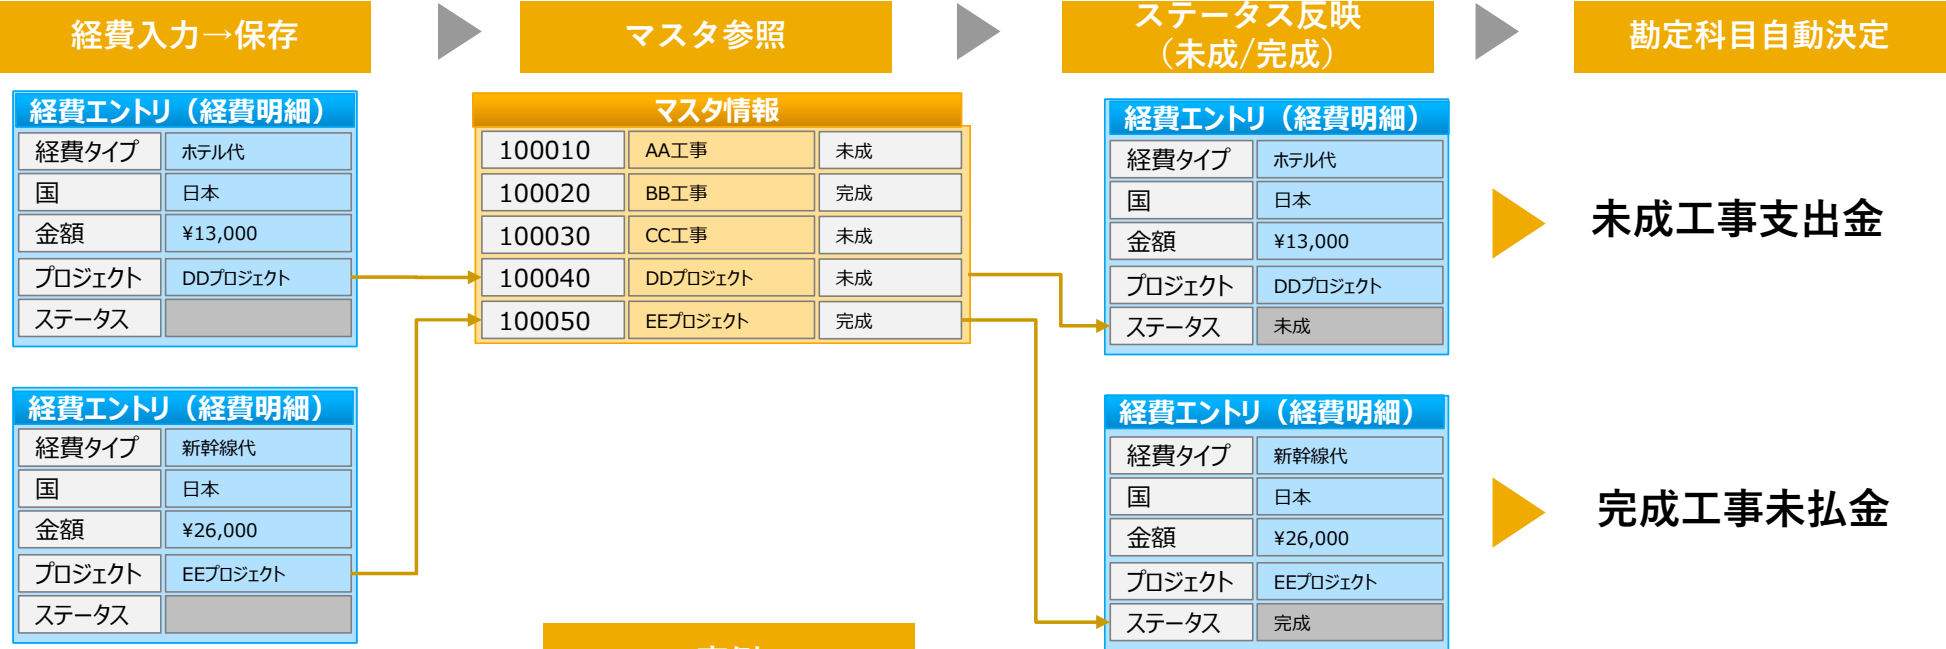 経費入力→保存
マスタ参照
ステータス反映
（未成/完成）
勘定科目自動決定
経費エントリ（経費明細）
経費タイプ ホテル代
国 日本
金額 ¥13,000
プロジェクト DDプロジェクト
ステータス
経費エントリ（経費明細）
経費タイプ 新幹線代
国 日本
金額 ¥26,000
プロジェクト EEプロジェクト
ステータス
マスタ情報
100010 AA工事 未成
100020 BB工事 完成
100030 CC工事 未成
100040 DDプロジェクト 未成
100050 EEプロジェクト 完成
経費エントリ（経費明細）
経費タイプ ホテル代
国 日本
金額 ¥13,000
プロジェクト DDプロジェクト
ステータス 未成
未成工事支出金
経費エントリ（経費明細）
経費タイプ 新幹線代
国 日本
金額 ¥26,000
プロジェクト EEプロジェクト
ステータス 完成
完成工事未払金